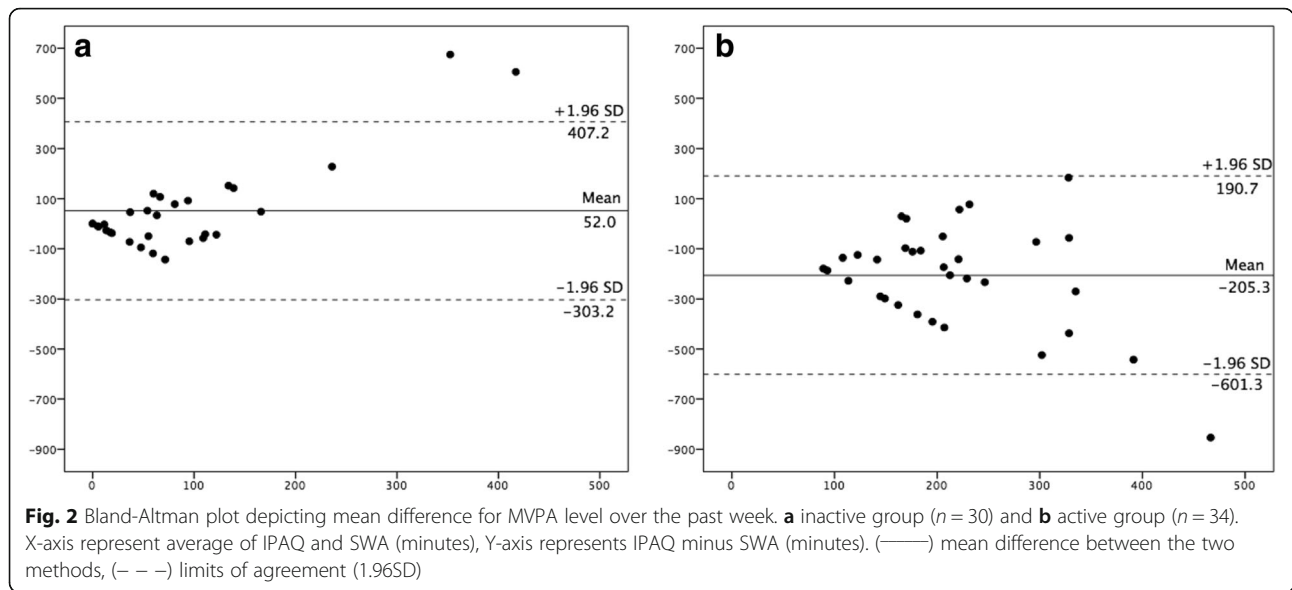 a
700
500
300
100
-100
-300
-500
-700
-900
0 100 200 300 400 500
+1.96 SD
407.2
Mean
52.0
−1.96 SD
−303.2
b
700
500
300
100
-100
-300
-500
-700
-900
0 100 200 300 400 500
+1.96 SD
190.7
Mean
−205.3
−1.96 SD
−601.3
Fig. 2 Bland-Altman plot depicting mean difference for MVPA level over the past week. a inactive group (n = 30) and b active group (n = 34).
X-axis represent average of IPAQ and SWA (minutes), Y-axis represents IPAQ minus SWA (minutes). (———) mean difference between the two
methods, (− − −) limits of agreement (1.96SD)